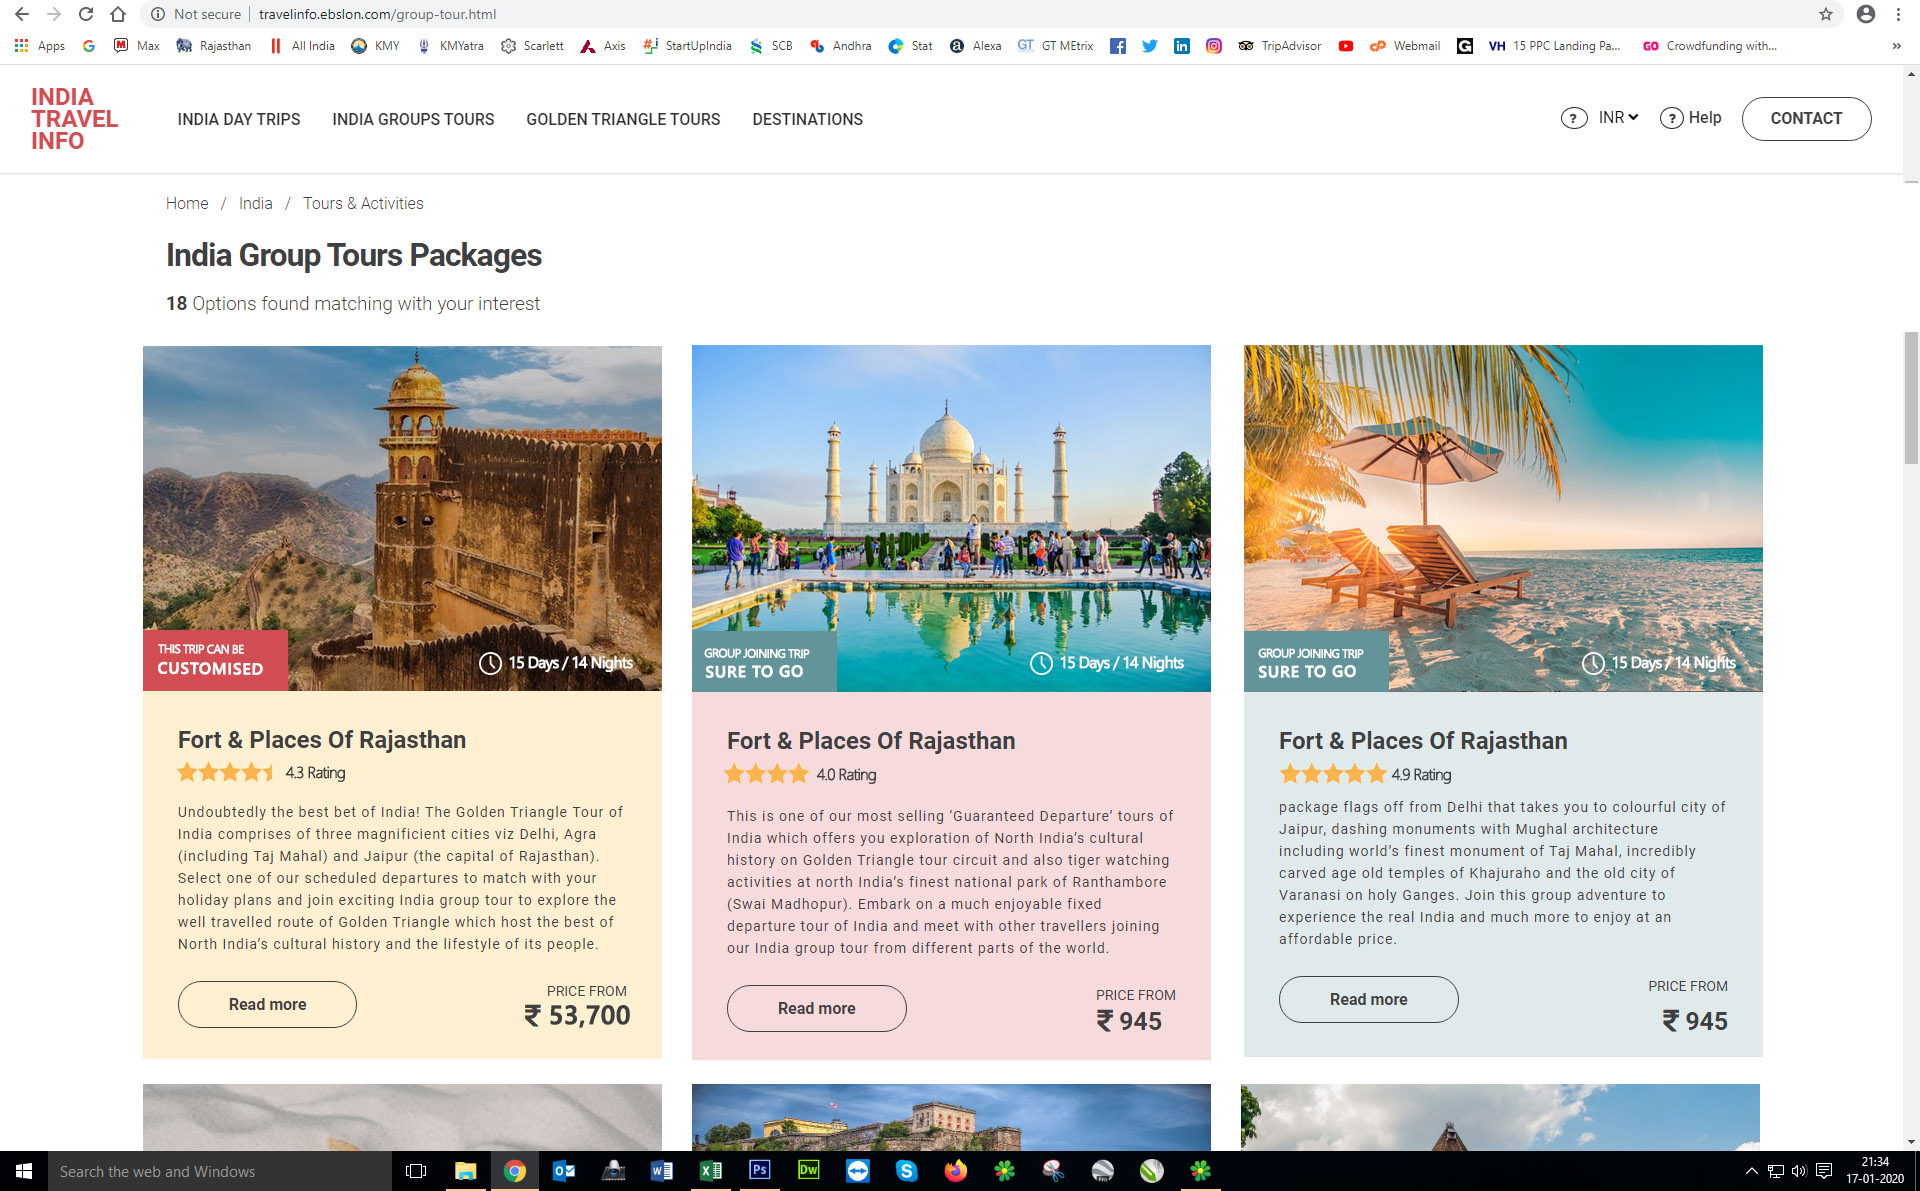 Not secure | travelinfo.ebslon.com/group-tour.html
Apps Max Rajasthan All India KMY KMYatra Scarlett Axis StartUpIndia SCB Andhra Stat Alexa GT GT MEtrix TripAdvisor Webmail VH 15 PPC Landing Pa... GO Crowdfunding with... »
INDIA
TRAVEL
INFO
INDIA DAY TRIPS INDIA GROUPS TOURS GOLDEN TRIANGLE TOURS DESTINATIONS
? INR ? Help CONTACT
Home / India / Tours & Activities
India Group Tours Packages
18 Options found matching with your interest
THIS TRIP CAN BE
CUSTOMISED
15 Days / 14 Nights
Fort & Places Of Rajasthan
4.3 Rating
Undoubtedly the best bet of India! The Golden Triangle Tour of
India comprises of three magnificient cities viz Delhi, Agra
(including Taj Mahal) and Jaipur (the capital of Rajasthan).
Select one of our scheduled departures to match with your
holiday plans and join exciting India group tour to explore the
well travelled route of Golden Triangle which host the best of
North India’s cultural history and the lifestyle of its people.
Read more
PRICE FROM
₹ 53,700
GROUP JOINING TRIP
SURE TO GO
15 Days / 14 Nights
Fort & Places Of Rajasthan
4.0 Rating
This is one of our most selling ‘Guaranteed Departure’ tours of
India which offers you exploration of North India’s cultural
history on Golden Triangle tour circuit and also tiger watching
activities at north India’s finest national park of Ranthambore
(Swai Madhopur). Embark on a much enjoyable fixed
departure tour of India and meet with other travellers joining
our India group tour from different parts of the world.
Read more
PRICE FROM
₹ 945
GROUP JOINING TRIP
SURE TO GO
15 Days / 14 Nights
Fort & Places Of Rajasthan
4.9 Rating
package flags off from Delhi that takes you to colourful city of
Jaipur, dashing monuments with Mughal architecture
including world’s finest monument of Taj Mahal, incredibly
carved age old temples of Khajuraho and the old city of
Varanasi on holy Ganges. Join this group adventure to
experience the real India and much more to enjoy at an
affordable price.
Read more
PRICE FROM
₹ 945
Search the web and Windows
Ps Dw
21:34
17-01-2020